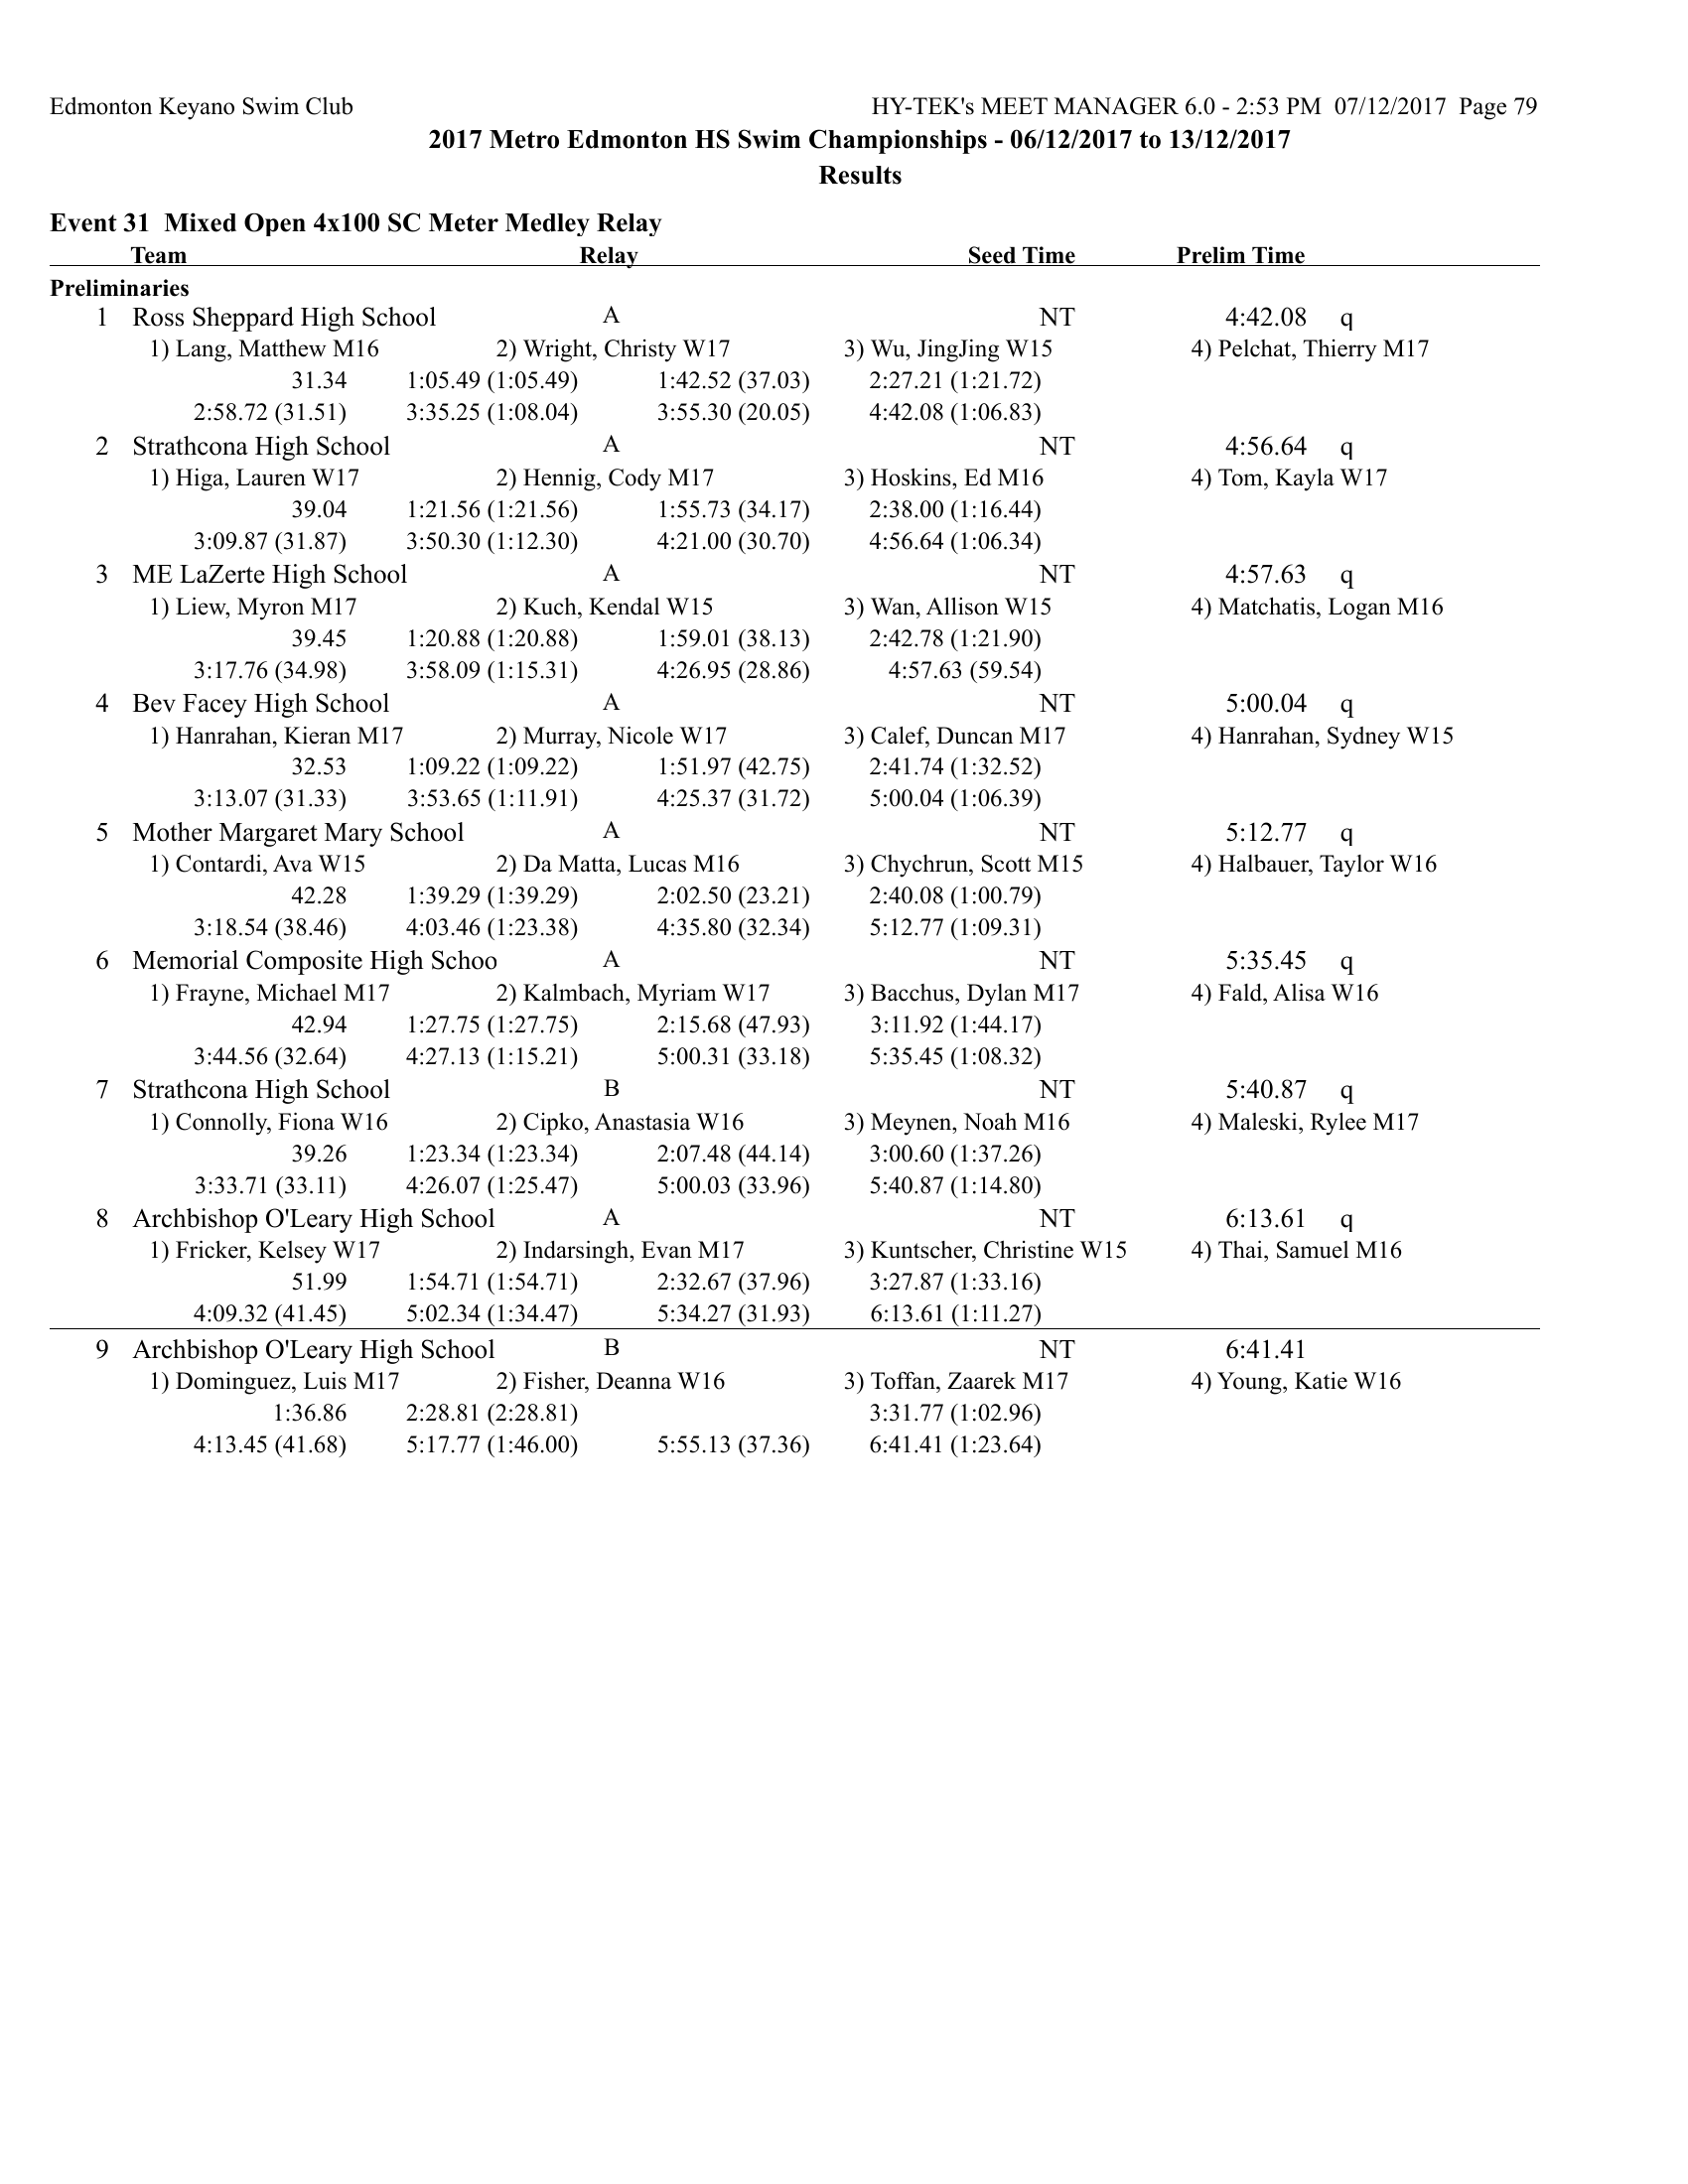 Edmonton Keyano Swim Club HY-TEK's MEET MANAGER 6.0 - 2:53 PM 07/12/2017 Page 79
2017 Metro Edmonton HS Swim Championships - 06/12/2017 to 13/12/2017
Results
Event 31 Mixed Open 4x100 SC Meter Medley Relay
Team Relay Seed Time Prelim Time
Preliminaries
1 Ross Sheppard High School A NT 4:42.08 q
1) Lang, Matthew M16 2) Wright, Christy W17 3) Wu, JingJing W15 4) Pelchat, Thierry M17
31.34 1:05.49 (1:05.49) 1:42.52 (37.03) 2:27.21 (1:21.72)
2:58.72 (31.51) 3:35.25 (1:08.04) 3:55.30 (20.05) 4:42.08 (1:06.83)
2 Strathcona High School A NT 4:56.64 q
1) Higa, Lauren W17 2) Hennig, Cody M17 3) Hoskins, Ed M16 4) Tom, Kayla W17
39.04 1:21.56 (1:21.56) 1:55.73 (34.17) 2:38.00 (1:16.44)
3:09.87 (31.87) 3:50.30 (1:12.30) 4:21.00 (30.70) 4:56.64 (1:06.34)
3 ME LaZerte High School A NT 4:57.63 q
1) Liew, Myron M17 2) Kuch, Kendal W15 3) Wan, Allison W15 4) Matchatis, Logan M16
39.45 1:20.88 (1:20.88) 1:59.01 (38.13) 2:42.78 (1:21.90)
3:17.76 (34.98) 3:58.09 (1:15.31) 4:26.95 (28.86) 4:57.63 (59.54)
4 Bev Facey High School A NT 5:00.04 q
1) Hanrahan, Kieran M17 2) Murray, Nicole W17 3) Calef, Duncan M17 4) Hanrahan, Sydney W15
32.53 1:09.22 (1:09.22) 1:51.97 (42.75) 2:41.74 (1:32.52)
3:13.07 (31.33) 3:53.65 (1:11.91) 4:25.37 (31.72) 5:00.04 (1:06.39)
5 Mother Margaret Mary School A NT 5:12.77 q
1) Contardi, Ava W15 2) Da Matta, Lucas M16 3) Chychrun, Scott M15 4) Halbauer, Taylor W16
42.28 1:39.29 (1:39.29) 2:02.50 (23.21) 2:40.08 (1:00.79)
3:18.54 (38.46) 4:03.46 (1:23.38) 4:35.80 (32.34) 5:12.77 (1:09.31)
6 Memorial Composite High Schoo A NT 5:35.45 q
1) Frayne, Michael M17 2) Kalmbach, Myriam W17 3) Bacchus, Dylan M17 4) Fald, Alisa W16
42.94 1:27.75 (1:27.75) 2:15.68 (47.93) 3:11.92 (1:44.17)
3:44.56 (32.64) 4:27.13 (1:15.21) 5:00.31 (33.18) 5:35.45 (1:08.32)
7 Strathcona High School B NT 5:40.87 q
1) Connolly, Fiona W16 2) Cipko, Anastasia W16 3) Meynen, Noah M16 4) Maleski, Rylee M17
39.26 1:23.34 (1:23.34) 2:07.48 (44.14) 3:00.60 (1:37.26)
3:33.71 (33.11) 4:26.07 (1:25.47) 5:00.03 (33.96) 5:40.87 (1:14.80)
8 Archbishop O'Leary High School A NT 6:13.61 q
1) Fricker, Kelsey W17 2) Indarsingh, Evan M17 3) Kuntscher, Christine W15 4) Thai, Samuel M16
51.99 1:54.71 (1:54.71) 2:32.67 (37.96) 3:27.87 (1:33.16)
4:09.32 (41.45) 5:02.34 (1:34.47) 5:34.27 (31.93) 6:13.61 (1:11.27)
9 Archbishop O'Leary High School B NT 6:41.41
1) Dominguez, Luis M17 2) Fisher, Deanna W16 3) Toffan, Zaarek M17 4) Young, Katie W16
1:36.86 2:28.81 (2:28.81) 3:31.77 (1:02.96)
4:13.45 (41.68) 5:17.77 (1:46.00) 5:55.13 (37.36) 6:41.41 (1:23.64)